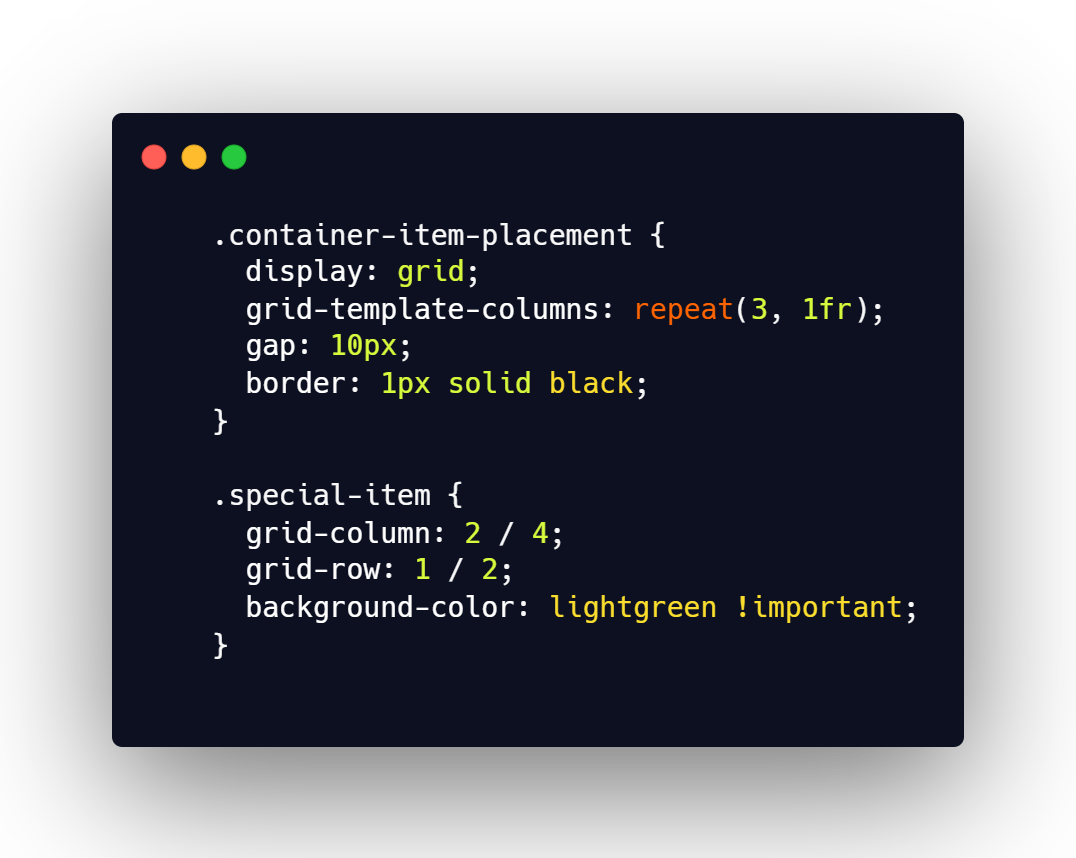 .container-item-placement {
  display: grid;
  grid-template-columns: repeat(3, 1fr);
  gap: 10px;
  border: 1px solid black;
}

.special-item {
  grid-column: 2 / 4;
  grid-row: 1 / 2;
  background-color: lightgreen !important;
}